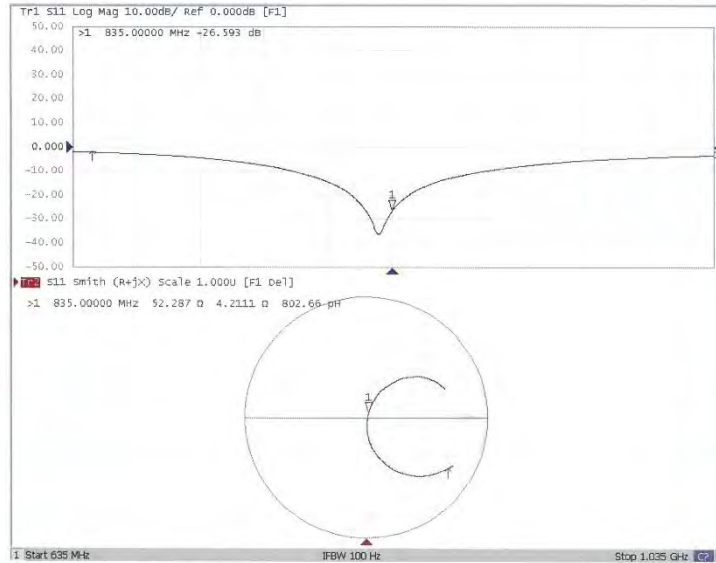 Tr1 S11 Log Mag 10.00dB/ Ref 0.000dB [F1]
50.00
>1 835.00000 MHz -26.593 dB
40.00
30.00
20.00
10.00
0.000
-10.00
1
-20.00
-30.00
-40.00
-50.00
Tr2 S11 Smith (R+jX) Scale 1.000U [F1 Del]
>1 835.00000 MHz 52.287 Ω 4.2111 Ω 802.66 pH
1
1 Start 635 MHz IFBW 100 Hz Stop 1.035 GHz C?